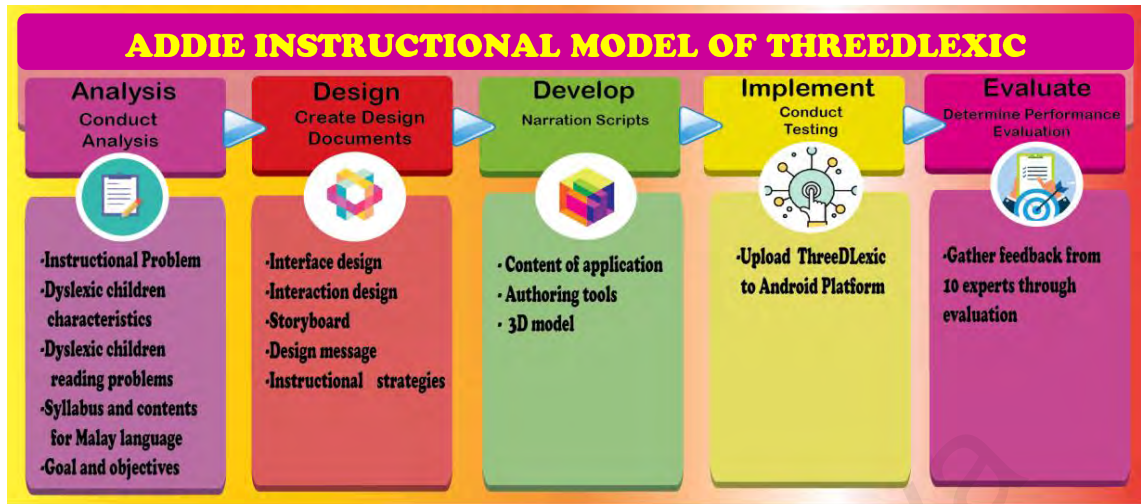 ADDIE INSTRUCTIONAL MODEL OF THREEDLEXIC
Analysis
Conduct
Analysis
·Instructional Problem
·Dyslexic children
characteristics
·Dyslexic children
reading problems
·Syllabus and contents
for Malay language
·Goal and objectives
Design
Create Design
Documents
·Interface design
·Interaction design
·Storyboard
·Design message
·Instructional strategies
Develop
Narration Scripts
· Content of application
· Authoring tools
· 3D model
Implement
Conduct
Testing
·Upload ThreeDLexic
to Android Platform
Evaluate
Determine Performance
Evaluation
·Gather feedback from
10 experts through
evaluation